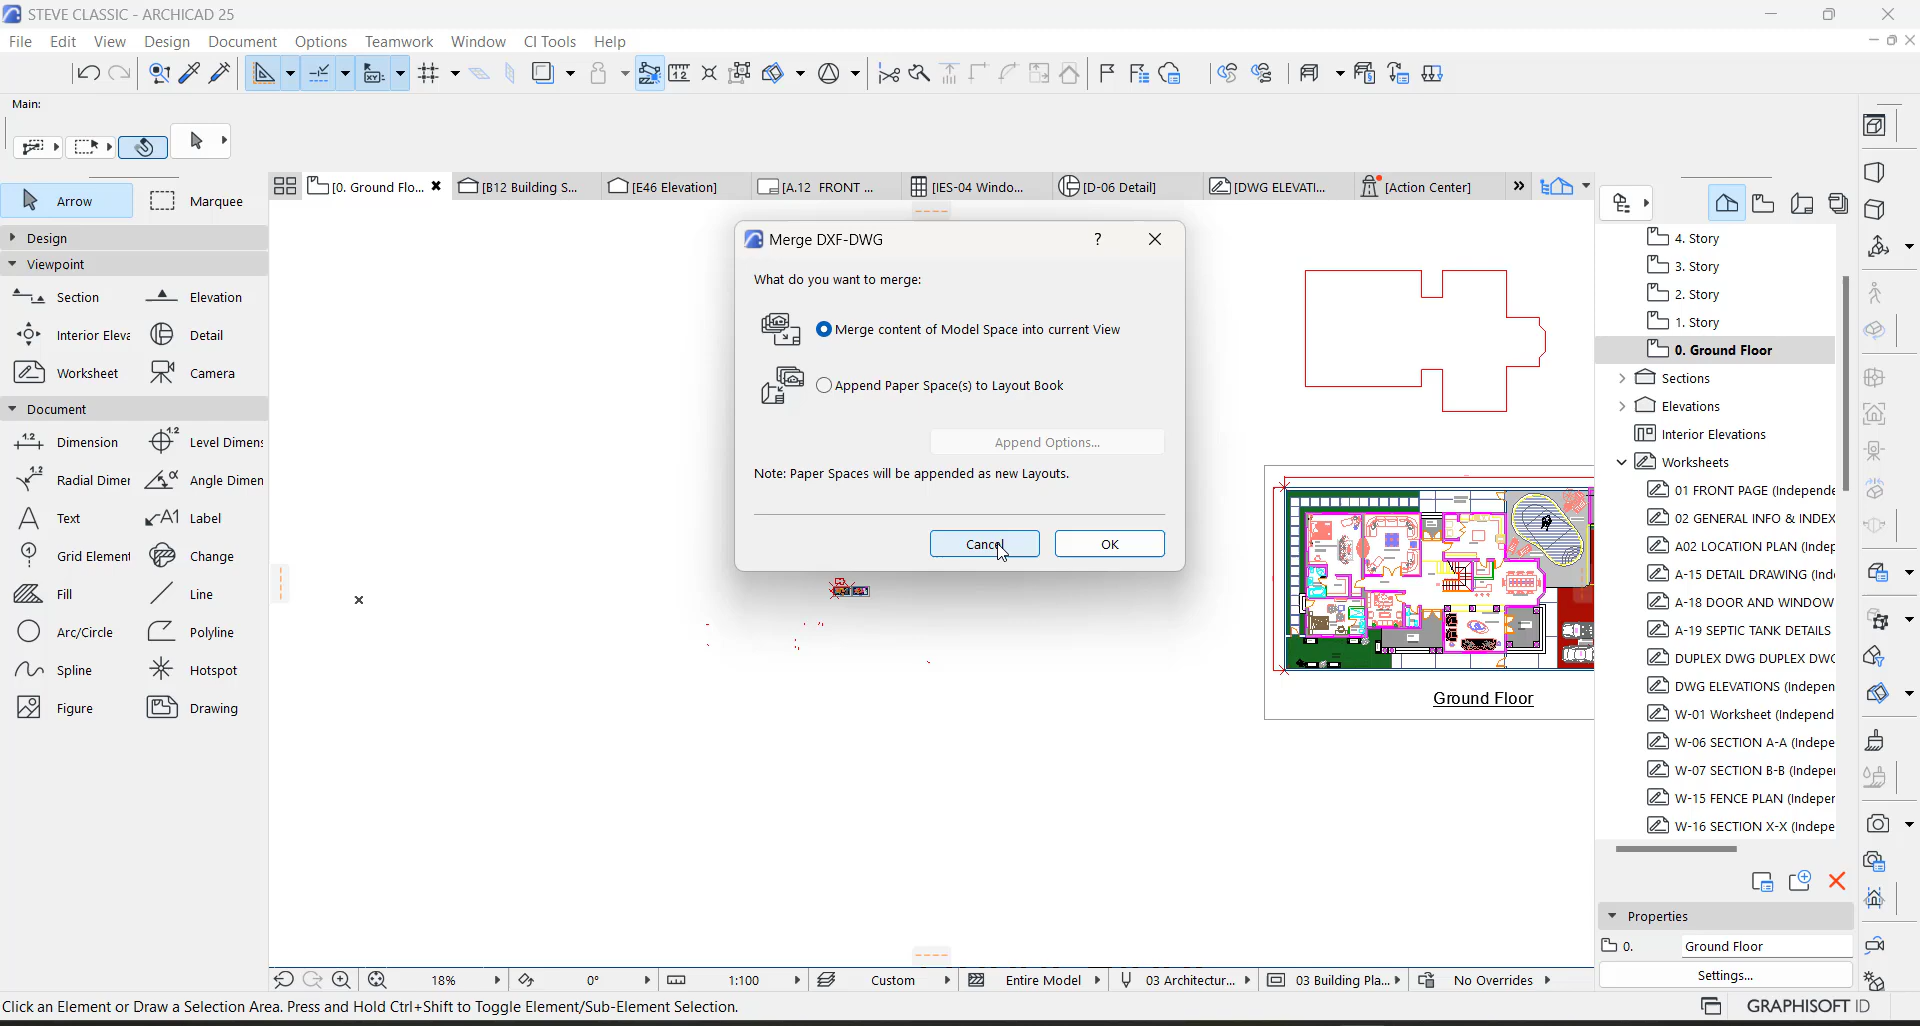 STEVE CLASSIC - ARCHICAD 25
File Edit View Design Document Options Teamwork Window CI Tools Help
Main:
Arrow Marquee
Design
Viewpoint
Section Elevation
Interior Eleva Detail
Worksheet Camera
Document
1.2 Dimension 1.2 Level Dimens
1.2 Radial Dimer Angle Dimen
Text A1 Label
Grid Element Change
Fill Line
Arc/Circle Polyline
Spline Hotspot
Figure Drawing
[0. Ground Flo... [B12 Building S... [E46 Elevation] [A.12 FRONT ... [IES-04 Windo... [D-06 Detail] [DWG ELEVATI... [Action Center]
Merge DXF-DWG ?
What do you want to merge:
Merge content of Model Space into current View
Append Paper Space(s) to Layout Book
Append Options...
Note: Paper Spaces will be appended as new Layouts.
Cancel OK
Ground Floor
4. Story
3. Story
2. Story
1. Story
0. Ground Floor
Sections
Elevations
Interior Elevations
Worksheets
01 FRONT PAGE (Independe
02 GENERAL INFO & INDEX
A02 LOCATION PLAN (Indep
A-15 DETAIL DRAWING (Ind
A-18 DOOR AND WINDOW
A-19 SEPTIC TANK DETAILS
DUPLEX DWG DUPLEX DWG
DWG ELEVATIONS (Indepen
W-01 Worksheet (Independ
W-06 SECTION A-A (Indepe
W-07 SECTION B-B (Indeper
W-15 FENCE PLAN (Indeper
W-16 SECTION X-X (Indepe
Properties
0. Ground Floor
Settings...
18% 0° 1:100 Custom Entire Model 03 Architectur... 03 Building Pla... No Overrides
Click an Element or Draw a Selection Area. Press and Hold Ctrl+Shift to Toggle Element/Sub-Element Selection.
GRAPHISOFT ID